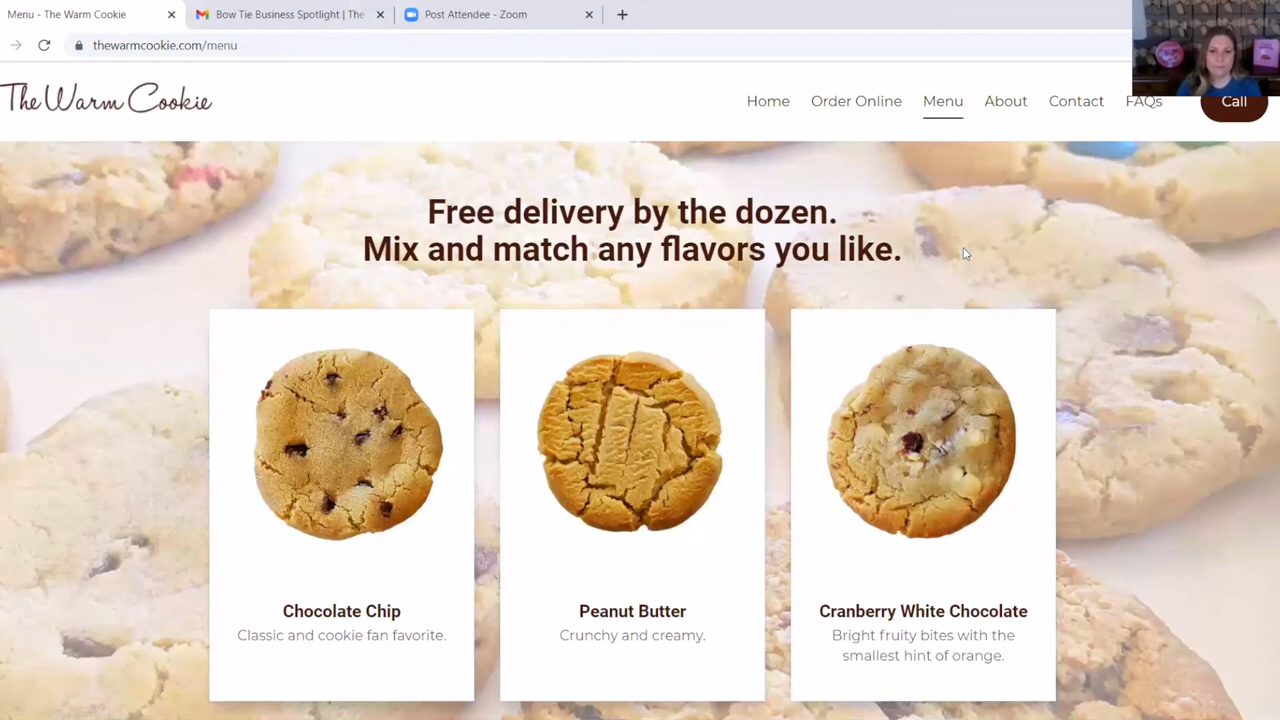 Menu - The Warm Cookie
Bow Tie Business Spotlight | The
Post Attendee - Zoom
thewarmcookie.com/menu
The Warm Cookie
Home
Order Online
Menu
About
Contact
FAQs
Call
Free delivery by the dozen.
Mix and match any flavors you like.
Chocolate Chip
Classic and cookie fan favorite.
Peanut Butter
Crunchy and creamy.
Cranberry White Chocolate
Bright fruity bites with the
smallest hint of orange.